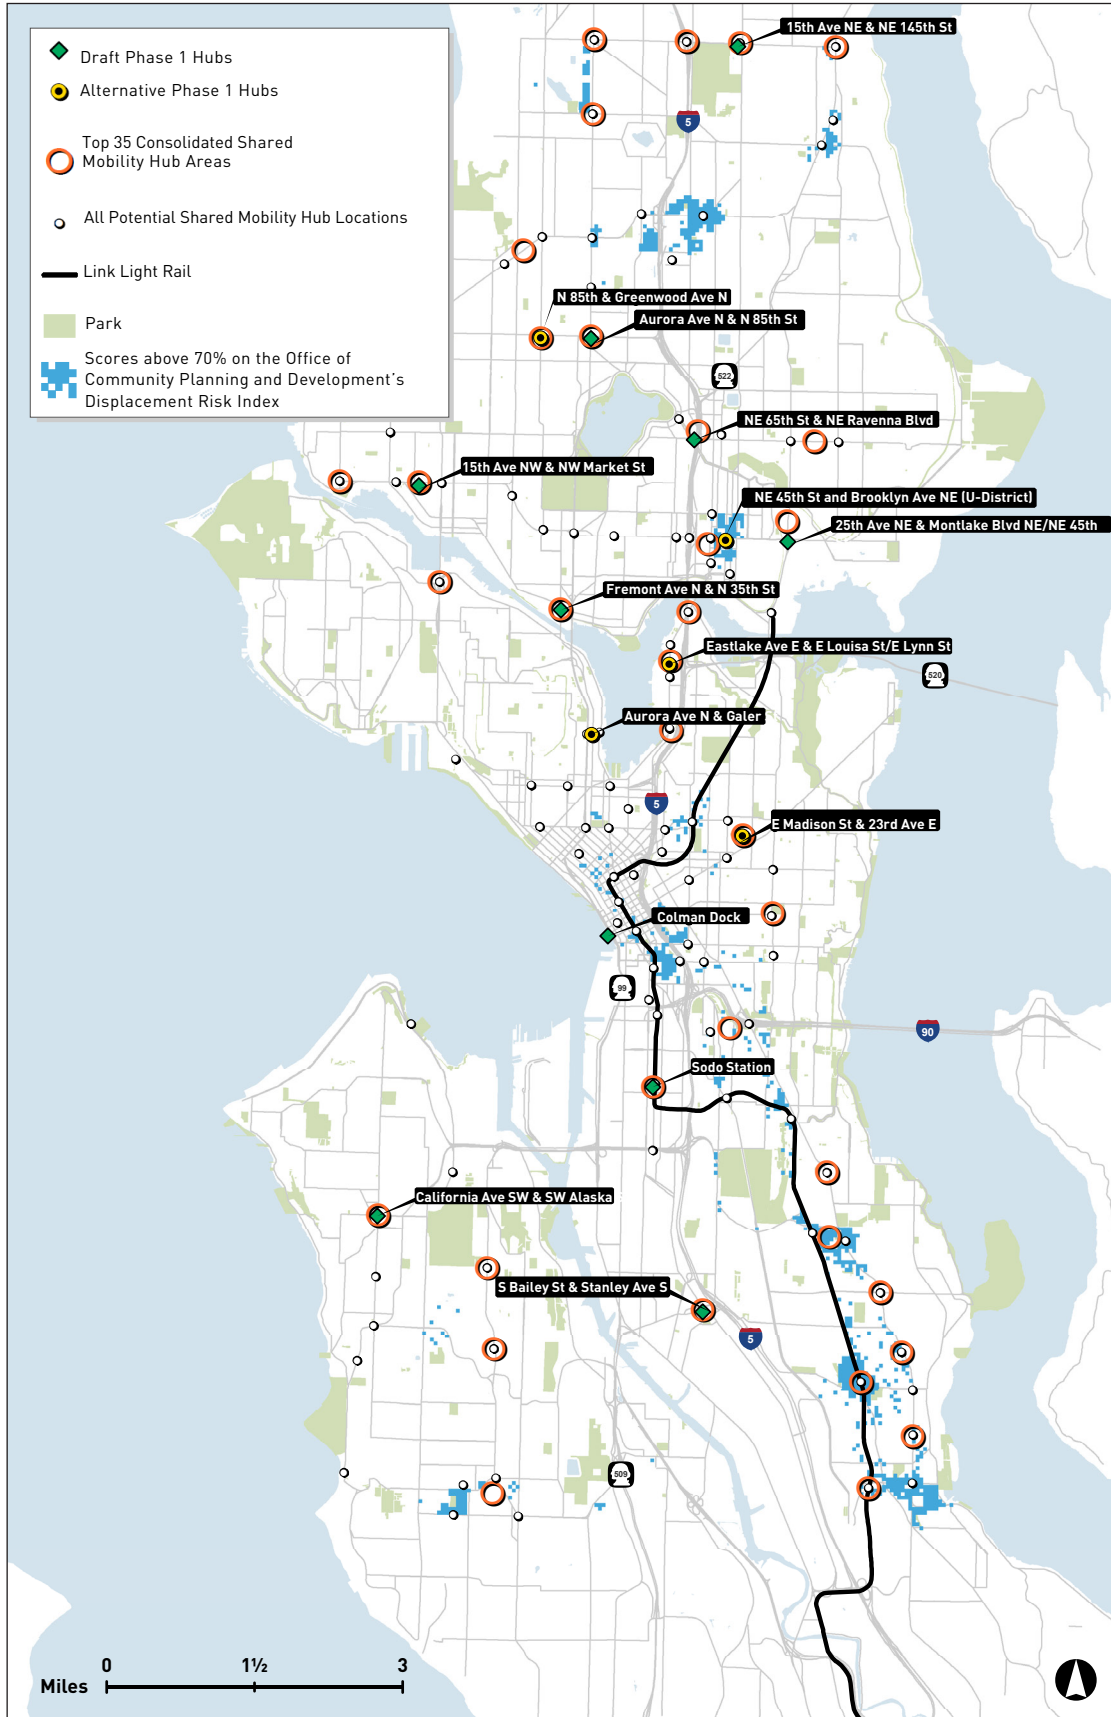 15th Ave NE & NE 145th St
Draft Phase 1 Hubs
Alternative Phase 1 Hubs
Top 35 Consolidated Shared
Mobility Hub Areas
All Potential Shared Mobility Hub Locations
Link Light Rail
Park
Scores above 70% on the Office of
Community Planning and Development's
Displacement Risk Index
5
N 85th & Greenwood Ave N
Aurora Ave N & N 85th St
522
NE 65th St & NE Ravenna Blvd
15th Ave NW & NW Market St
NE 45th St and Brooklyn Ave NE (U-District)
25th Ave NE & Montlake Blvd NE/NE 45th
Fremont Ave N & N 35th St
Eastlake Ave E & E Louisa St/E Lynn St
520
Aurora Ave N & Galer
5
E Madison St & 23rd Ave E
Colman Dock
99
90
Sodo Station
California Ave SW & SW Alaska
S Bailey St & Stanley Ave S
5
509
0 1½ 3
Miles